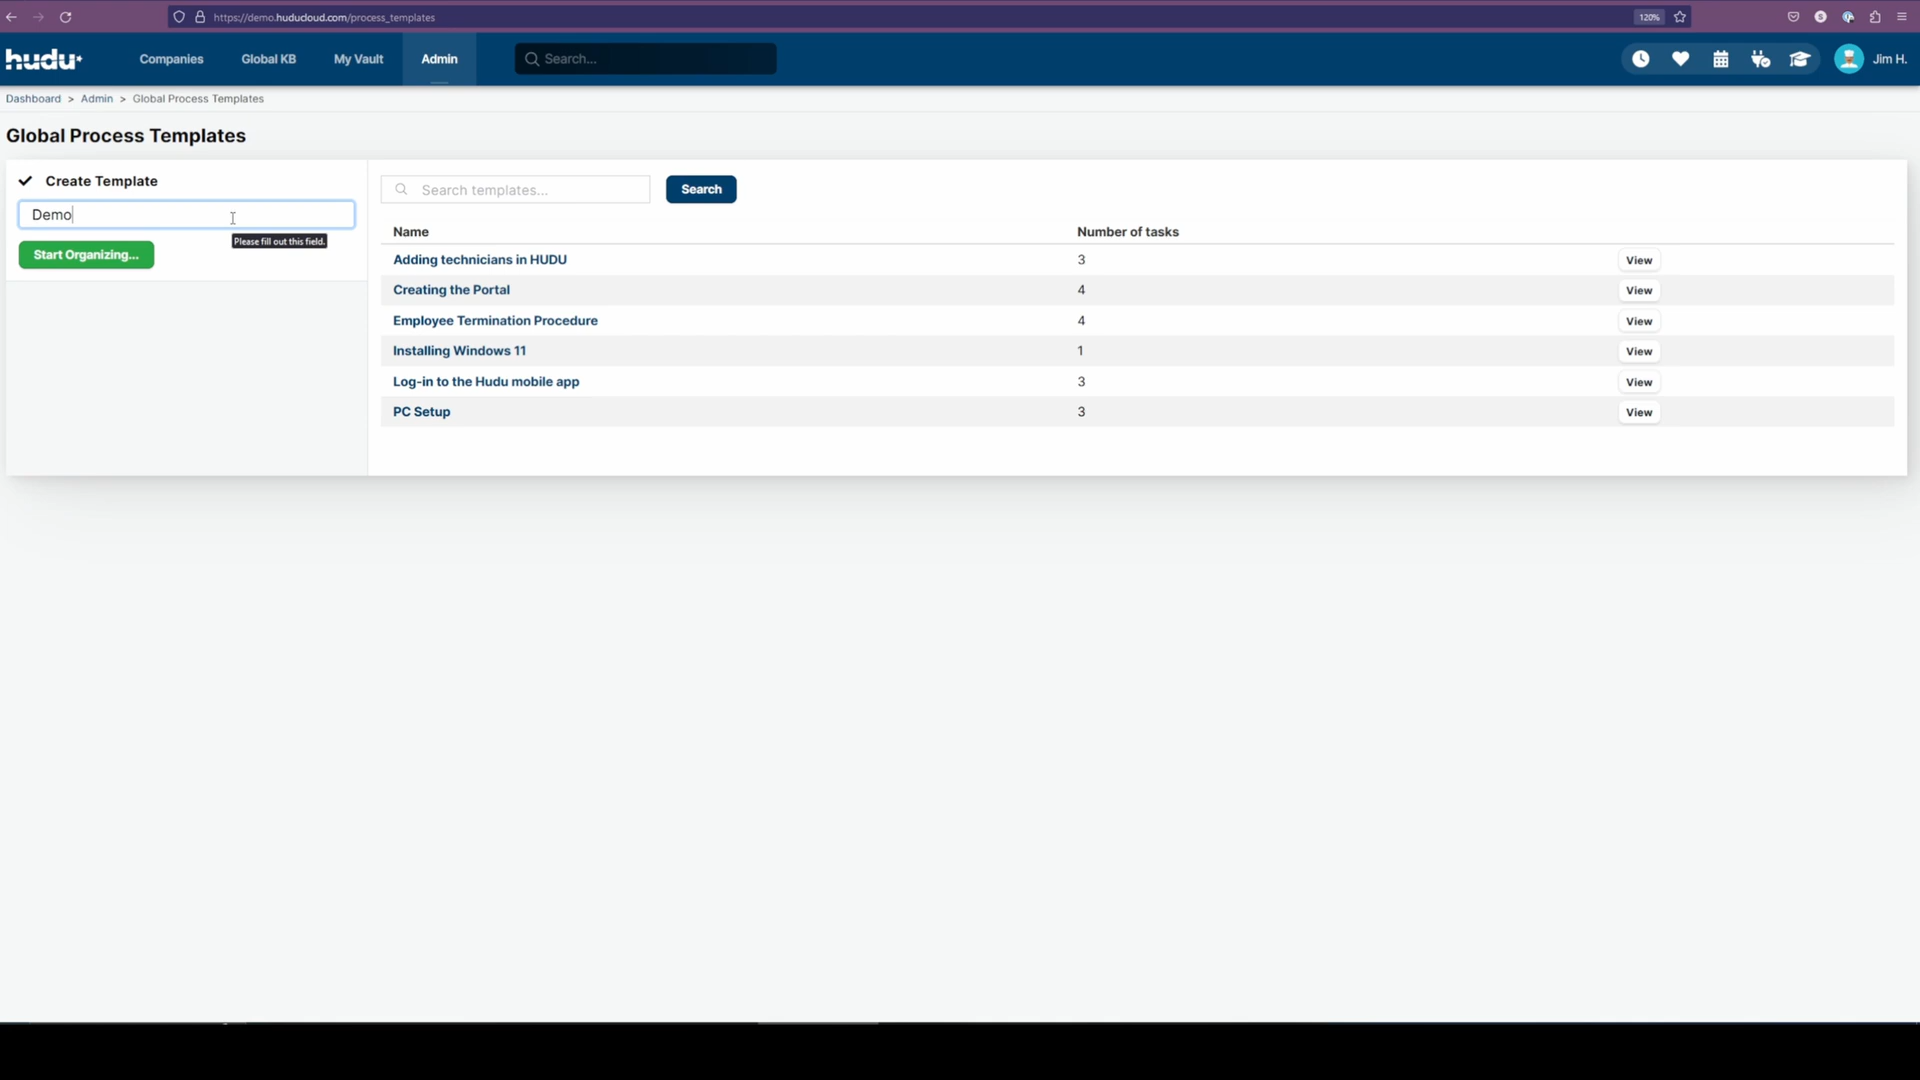 https://demo.huducloud.com/process_templates
120%
S
hudu
Companies
Global KB
My Vault
Admin
Search...
Jim H.
Dashboard > Admin > Global Process Templates
Global Process Templates
Create Template
Demo
Please fill out this field.
Start Organizing...
Search templates...
Search
Name Number of tasks
Adding technicians in HUDU 3 View
Creating the Portal 4 View
Employee Termination Procedure 4 View
Installing Windows 11 1 View
Log-in to the Hudu mobile app 3 View
PC Setup 3 View